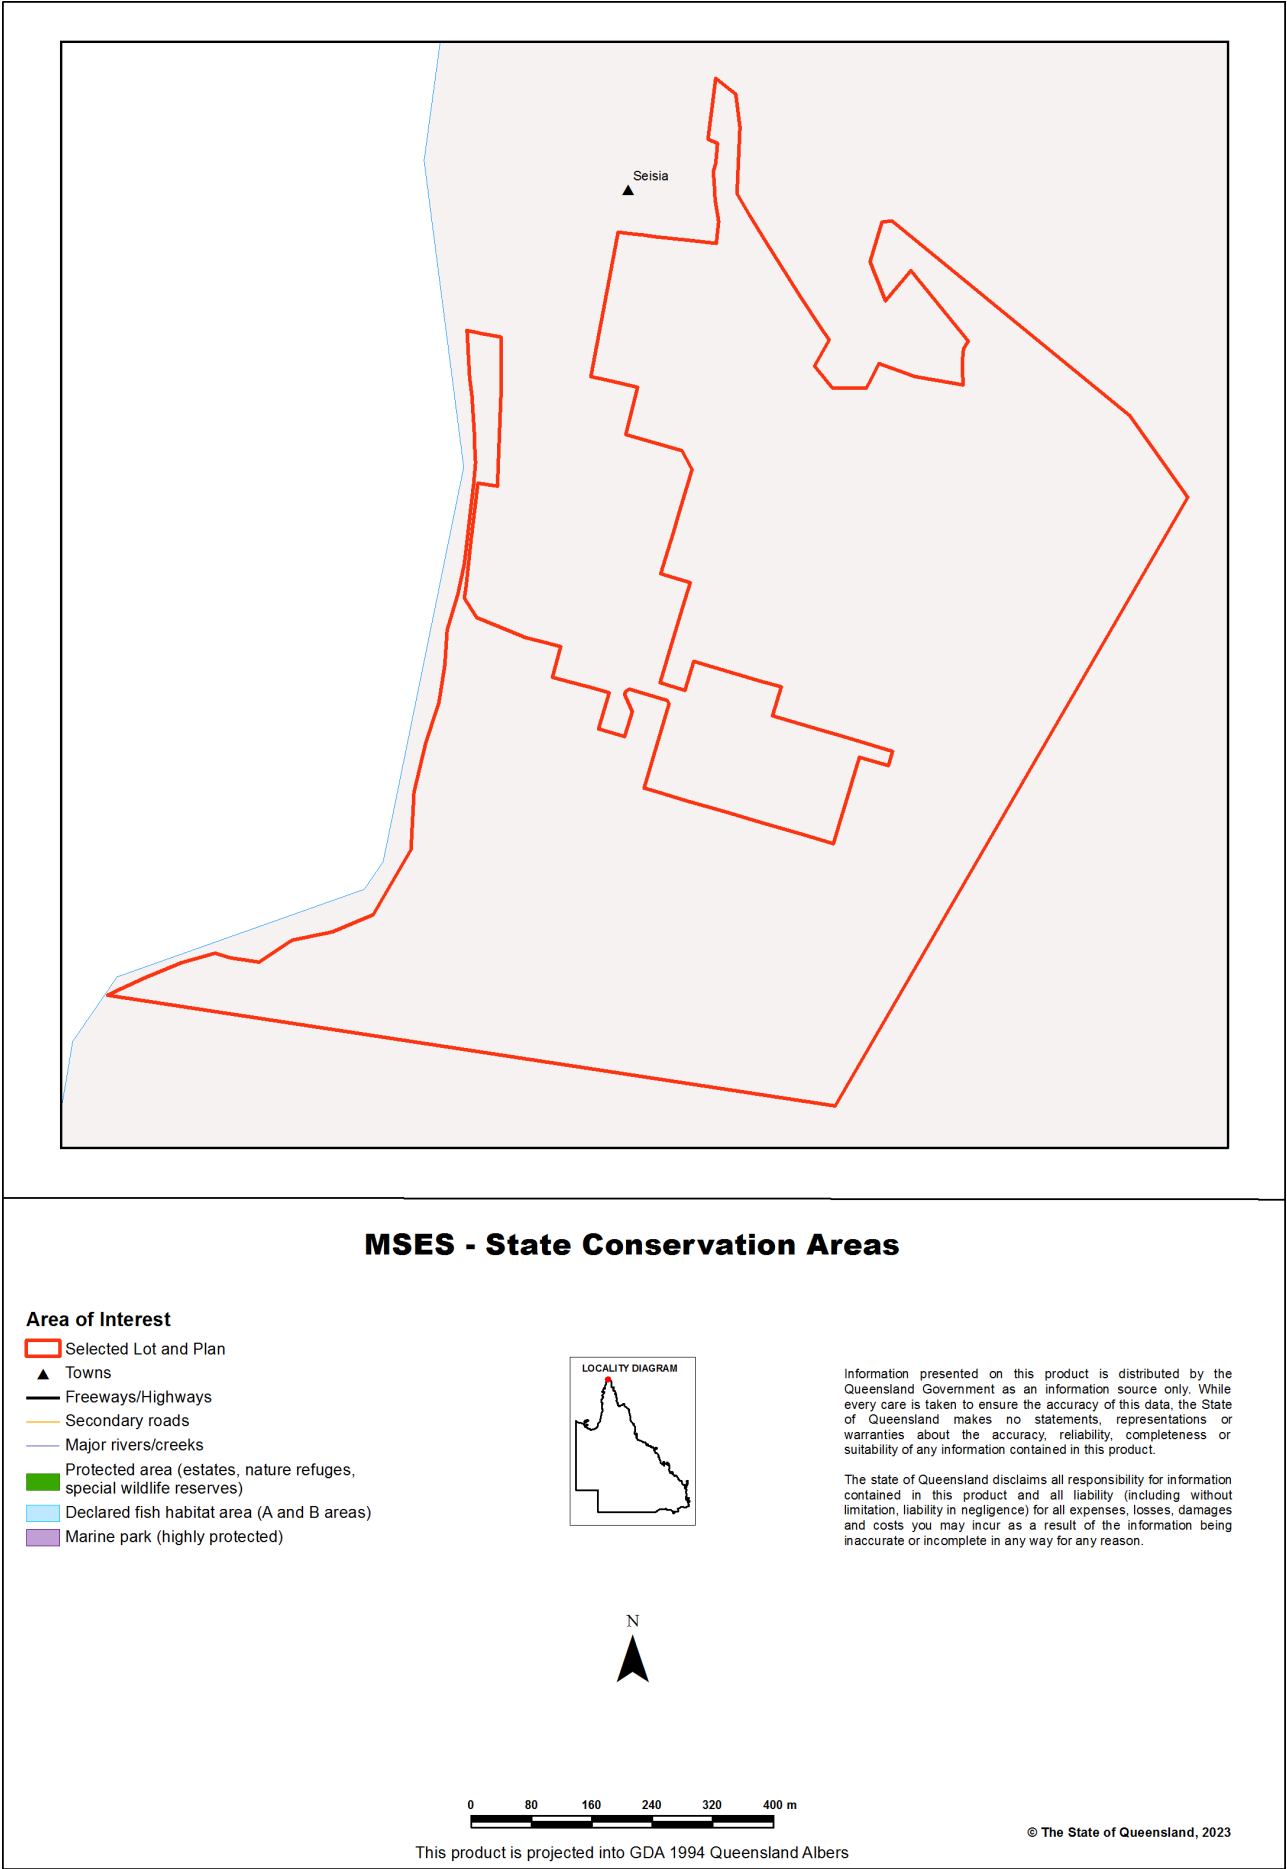 Seisia
MSES - State Conservation Areas
Area of Interest
Selected Lot and Plan
Towns
Freeways/Highways
Secondary roads
Major rivers/creeks
Protected area (estates, nature refuges,
special wildlife reserves)
Declared fish habitat area (A and B areas)
Marine park (highly protected)
LOCALITY DIAGRAM
Information presented on this product is distributed by the
Queensland Government as an information source only. While
every care is taken to ensure the accuracy of this data, the State
of Queensland makes no statements, representations or
warranties about the accuracy, reliability, completeness or
suitability of any information contained in this product.
The state of Queensland disclaims all responsibility for information
contained in this product and all liability (including without
limitation, liability in negligence) for all expenses, losses, damages
and costs you may incur as a result of the information being
inaccurate or incomplete in any way for any reason.
N
0 80 160 240 320 400 m
This product is projected into GDA 1994 Queensland Albers
© The State of Queensland, 2023